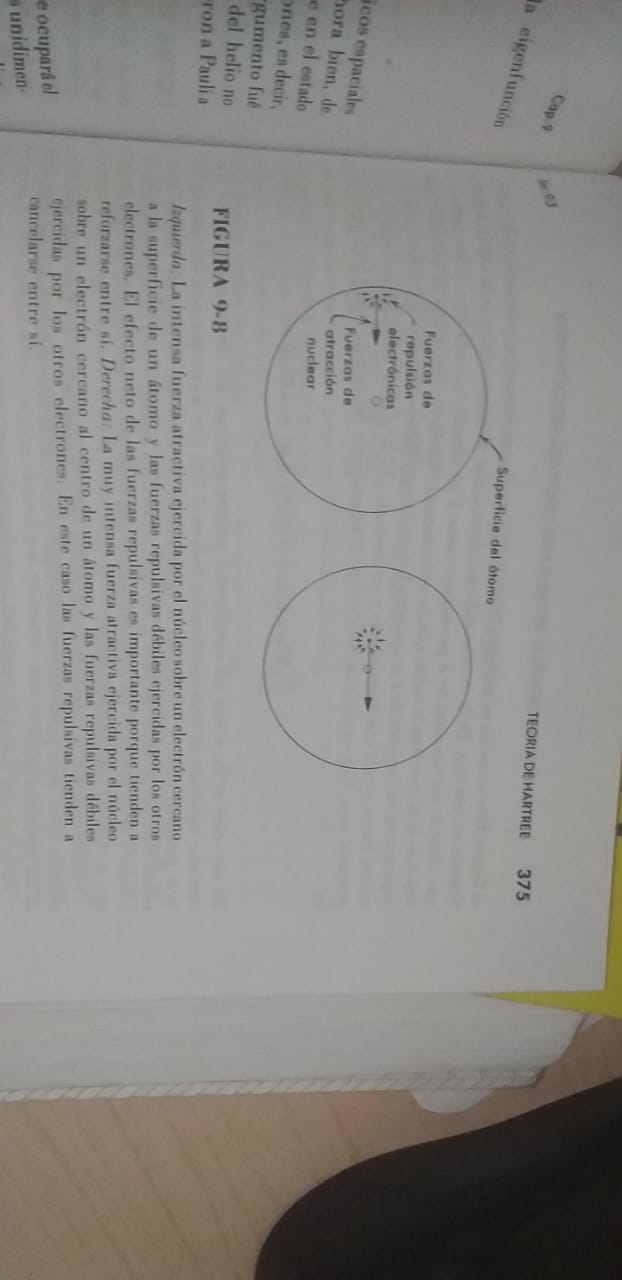 Cap. 9
la eigenfunción
icos espaciales
hora bien, de
e en el estado
ones, es decir,
gumento fué
del helio no
ron a Pauli a
e ocupará el
s unidimen-
TEORIA DE HARTREE 375
Superficie del átomo
Fuerzas de
repulsión
electrónicas
Fuerzas de
atracción
nuclear
FIGURA 9-8
Izquierda: La intensa fuerza atractiva ejercida por el núcleo sobre un electrón cercano
a la superficie de un átomo y las fuerzas repulsivas débiles ejercidas por los otros
electrones. El efecto neto de las fuerzas repulsivas es importante porque tienden a
reforzarse entre sí. Derecha: La muy intensa fuerza atractiva ejercida por el núcleo
sobre un electrón cercano al centro de un átomo y las fuerzas repulsivas débiles
ejercidas por los otros electrones. En este caso las fuerzas repulsivas tienden a
cancelarse entre sí.